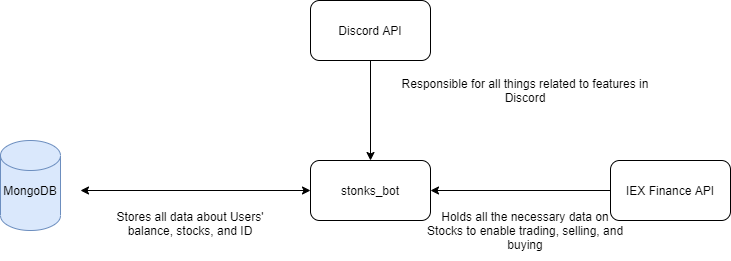 Discord API
Responsible for all things related to features in
Discord
MongoDB
stonks_bot
IEX Finance API
Stores all data about Users'
balance, stocks, and ID
Holds all the necessary data on
Stocks to enable trading, selling, and
buying